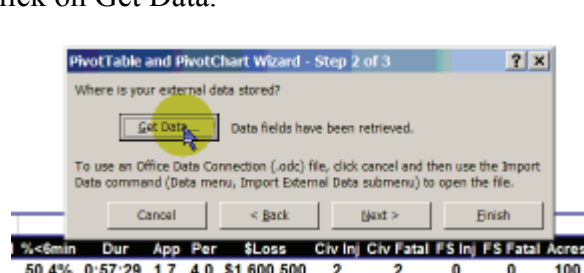 lick on Get Data.
PivotTable and PivotChart Wizard - Step 2 of 3
Where is your external data stored?
Get Data... Data fields have been retrieved.
To use an Office Data Connection (.odc) file, click cancel and then use the Import
Data command (Data menu, Import External Data submenu) to open the file.
Cancel < Back Next > Finish
%<6min Dur App Per $Loss Civ Inj Civ Fatal FS Inj FS Fatal Acres
50.4% 0:57:29 1.7 4.0 $1,600,500 2 2 0 0 100